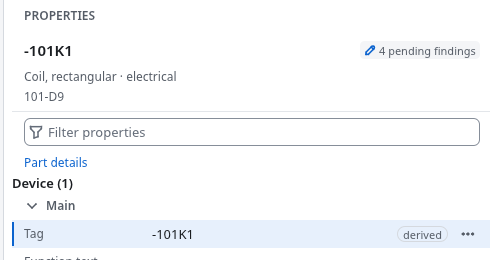 PROPERTIES
-101K1
4 pending findings
Coil, rectangular · electrical
101-D9
Filter properties
Part details
Device (1)
Main
Tag -101K1 derived